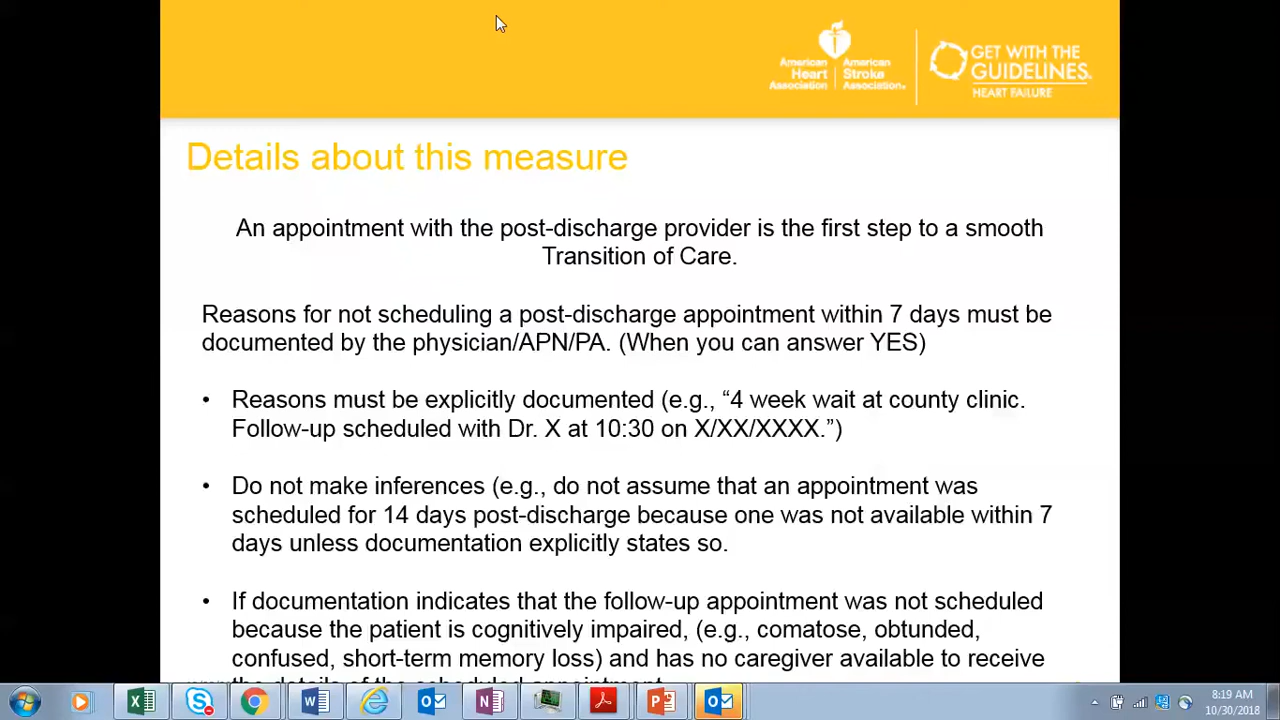 American Heart Association
American Stroke Association®
GET WITH THE
GUIDELINES.
HEART FAILURE
Details about this measure
An appointment with the post-discharge provider is the first step to a smooth
Transition of Care.
Reasons for not scheduling a post-discharge appointment within 7 days must be
documented by the physician/APN/PA. (When you can answer YES)
• Reasons must be explicitly documented (e.g., “4 week wait at county clinic.
Follow-up scheduled with Dr. X at 10:30 on X/XX/XXXX.”)
• Do not make inferences (e.g., do not assume that an appointment was
scheduled for 14 days post-discharge because one was not available within 7
days unless documentation explicitly states so.
• If documentation indicates that the follow-up appointment was not scheduled
because the patient is cognitively impaired, (e.g., comatose, obtunded,
confused, short-term memory loss) and has no caregiver available to receive
the details of the scheduled appointment
8:19 AM
10/30/2018